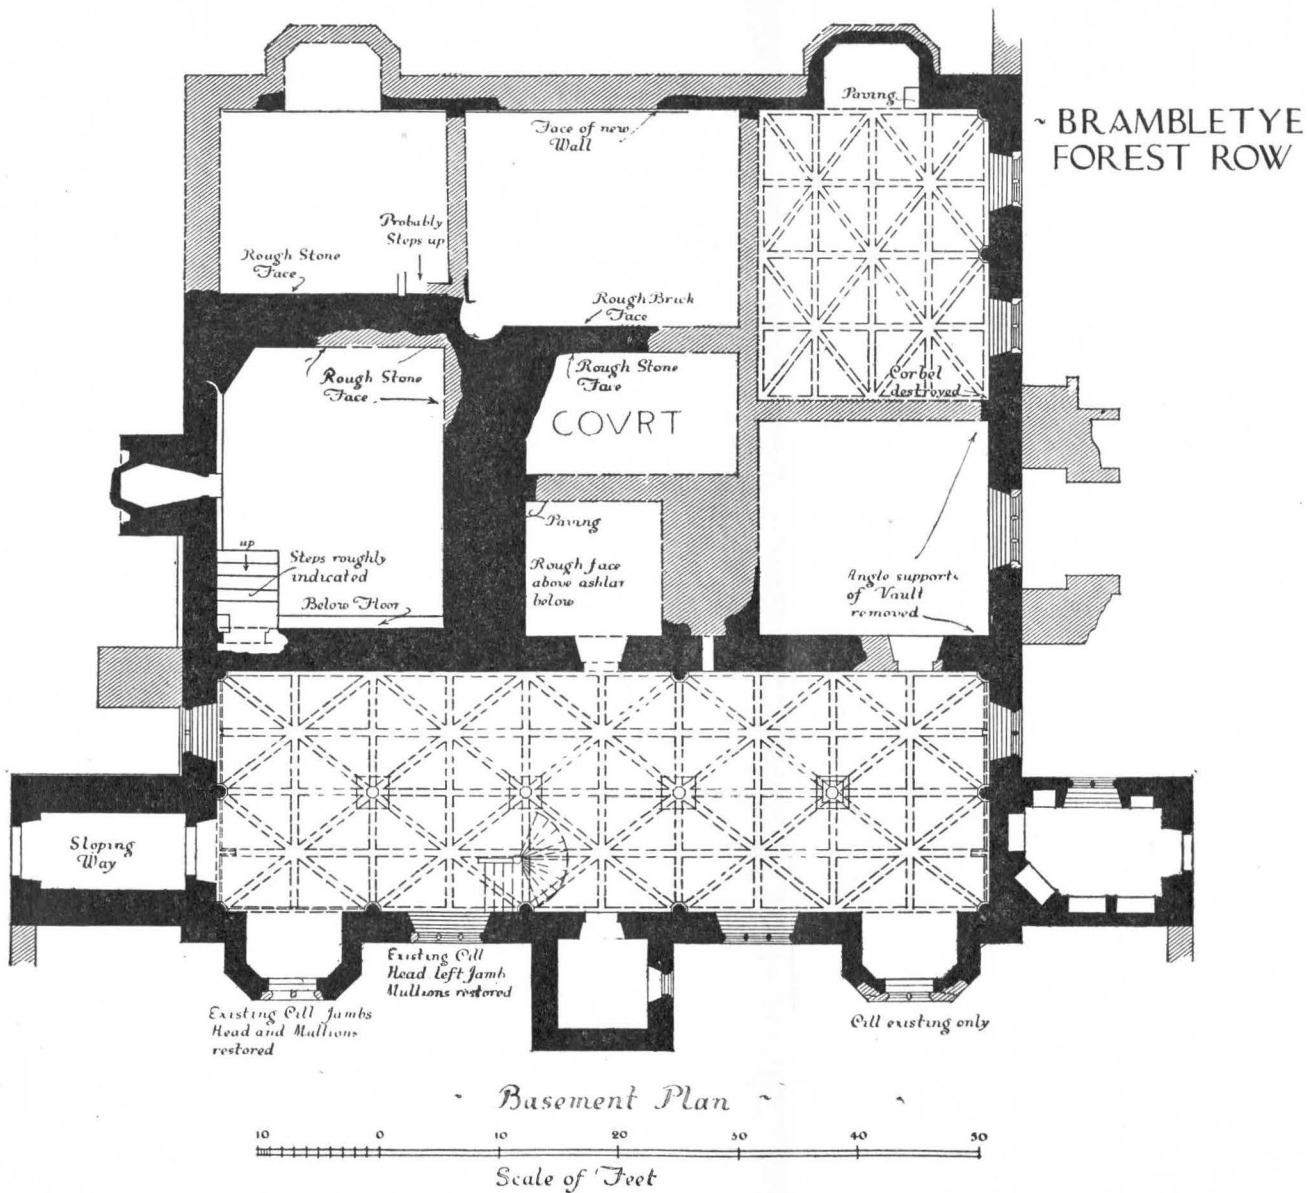 ~ BRAMBLETYE
FOREST ROW
Paving
Face of new
Wall
Probably
Steps up
Rough Stone
Face
Rough Brick
Face
Rough Stone
Face
Rough Stone
Face
COVRT
Corbel
destroyed
Paving
up
Steps roughly
indicated
Rough face
above ashlar
below
Angle supports
of Vault
removed
Below Floor
Sloping
Way
Existing Cill
Head left Jamb
Mullions restored
Existing Cill Jambs
Head and Mullions
restored
Cill existing only
~ Basement Plan ~
10 0 10 20 30 40 50
Scale of Feet